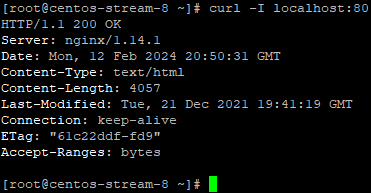 [root@centos-stream-8 ~]# curl -I localhost:80
HTTP/1.1 200 OK
Server: nginx/1.14.1
Date: Mon, 12 Feb 2024 20:50:31 GMT
Content-Type: text/html
Content-Length: 4057
Last-Modified: Tue, 21 Dec 2021 19:41:19 GMT
Connection: keep-alive
ETag: "61c22ddf-fd9"
Accept-Ranges: bytes
[root@centos-stream-8 ~]#